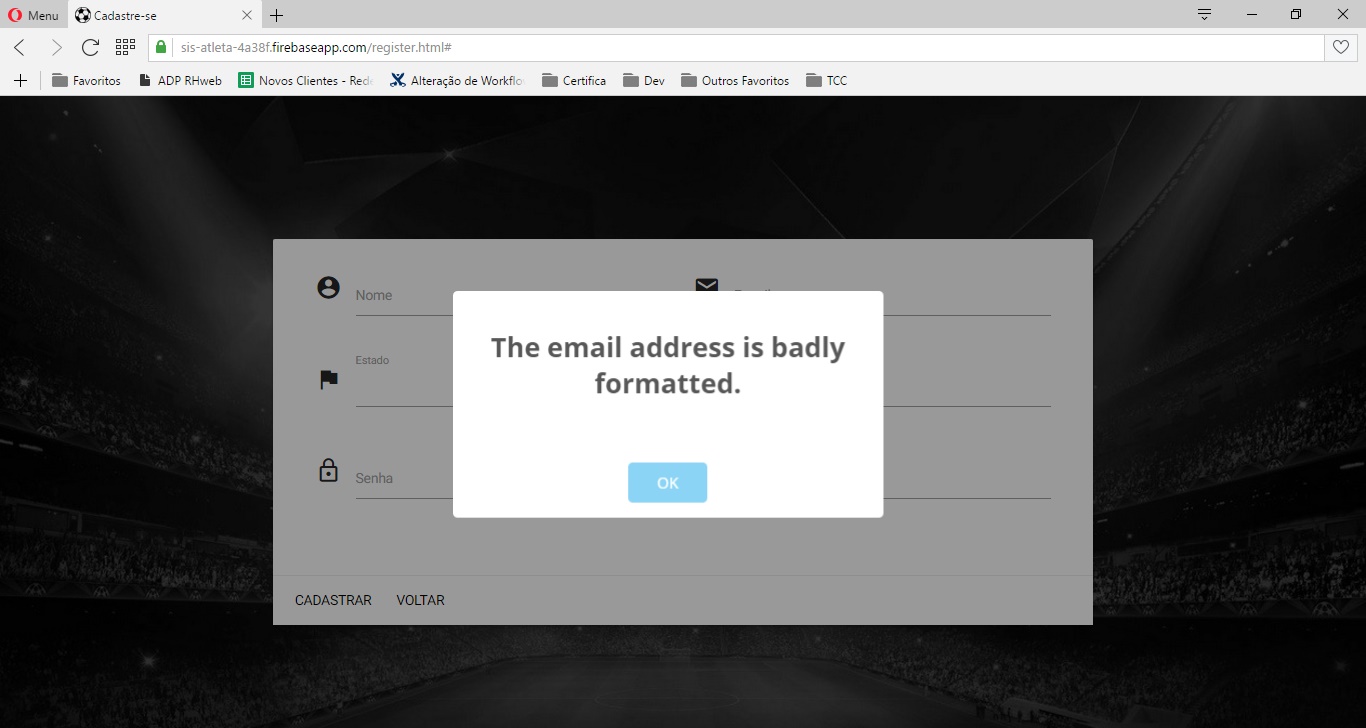 Menu
Cadastre-se
sis-atleta-4a38f.firebaseapp.com/register.html#
Favoritos
ADP RHweb
Novos Clientes - Rede
Alteração de Workflo
Certifica
Dev
Outros Favoritos
TCC
Nome
The email address is badly
formatted.
Estado
Senha
OK
CADASTRAR
VOLTAR